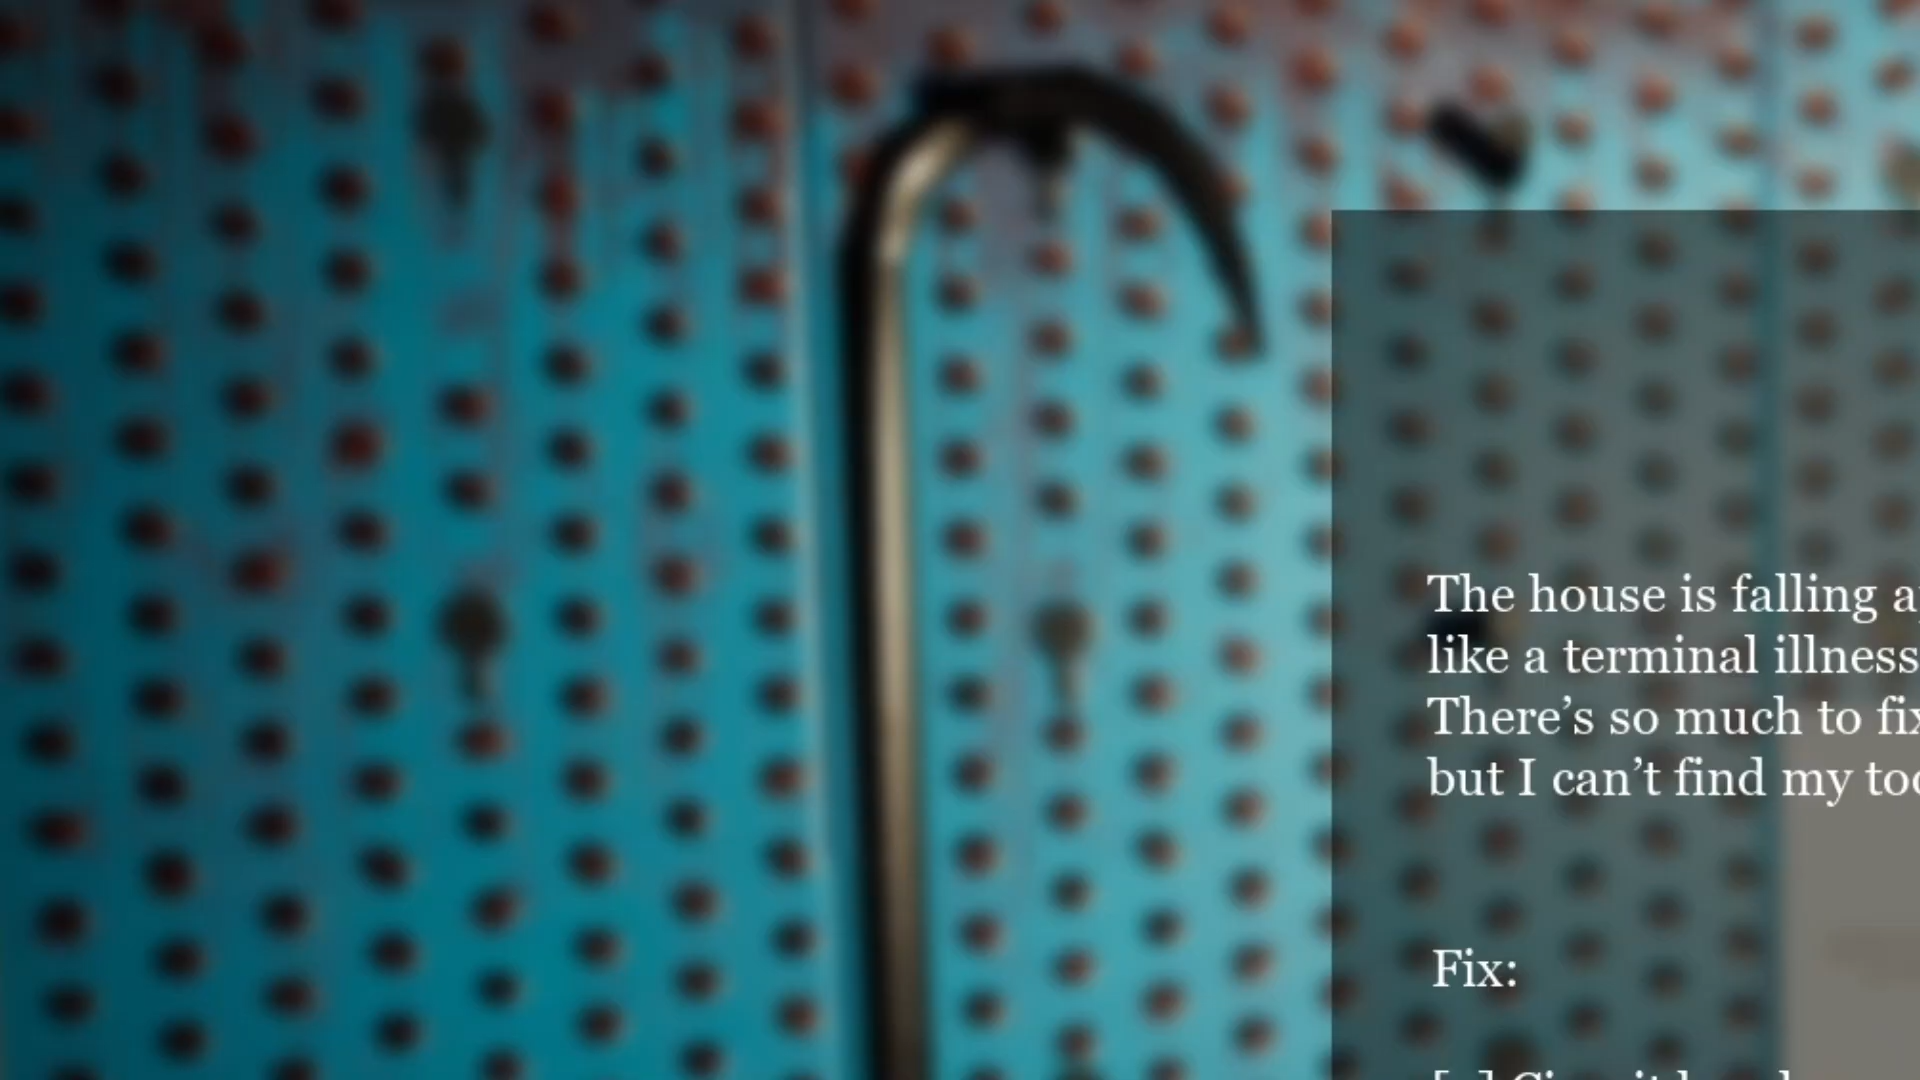 The house is falling a
like a terminal illness
There's so much to fix
but I can't find my too
Fix: